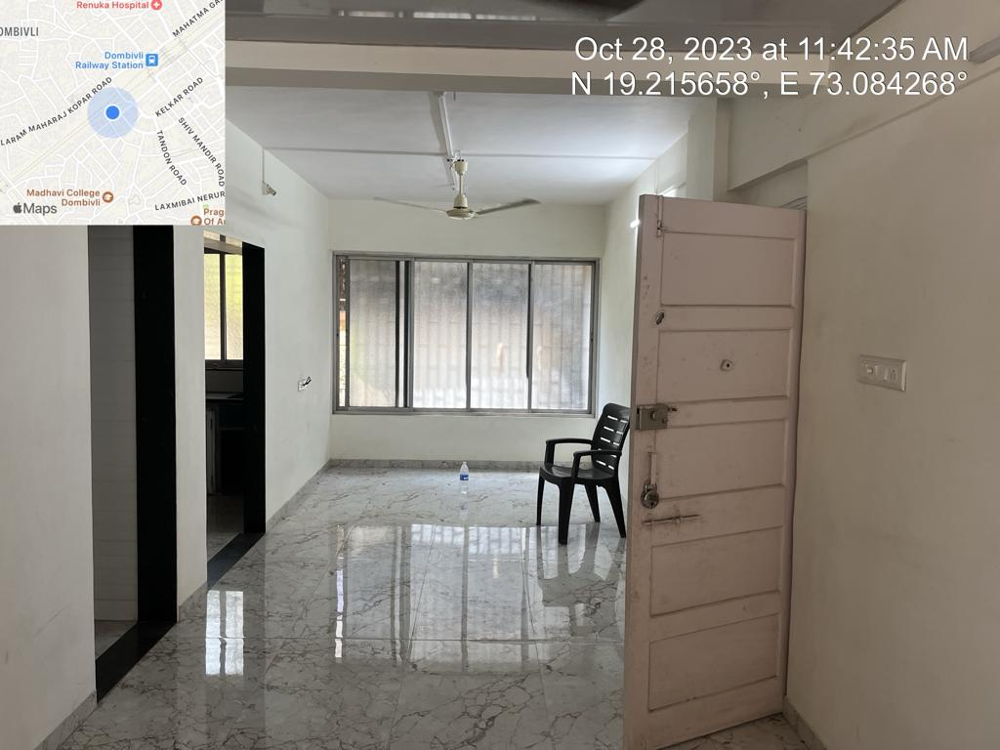 Renuka Hospital
MAHATMA GA
OMBIVLI
Dombivli
Railway Station
KELKAR ROAD
LARAM MAHARAJ KOPAR ROAD
SHIV MANDIR ROAD
TANDON ROAD
Madhavi College
Dombivli
LAXMIBAI NERUR
Maps
Prag
Of A
Oct 28, 2023 at 11:42:35 AM
N 19.215658°, E 73.084268°